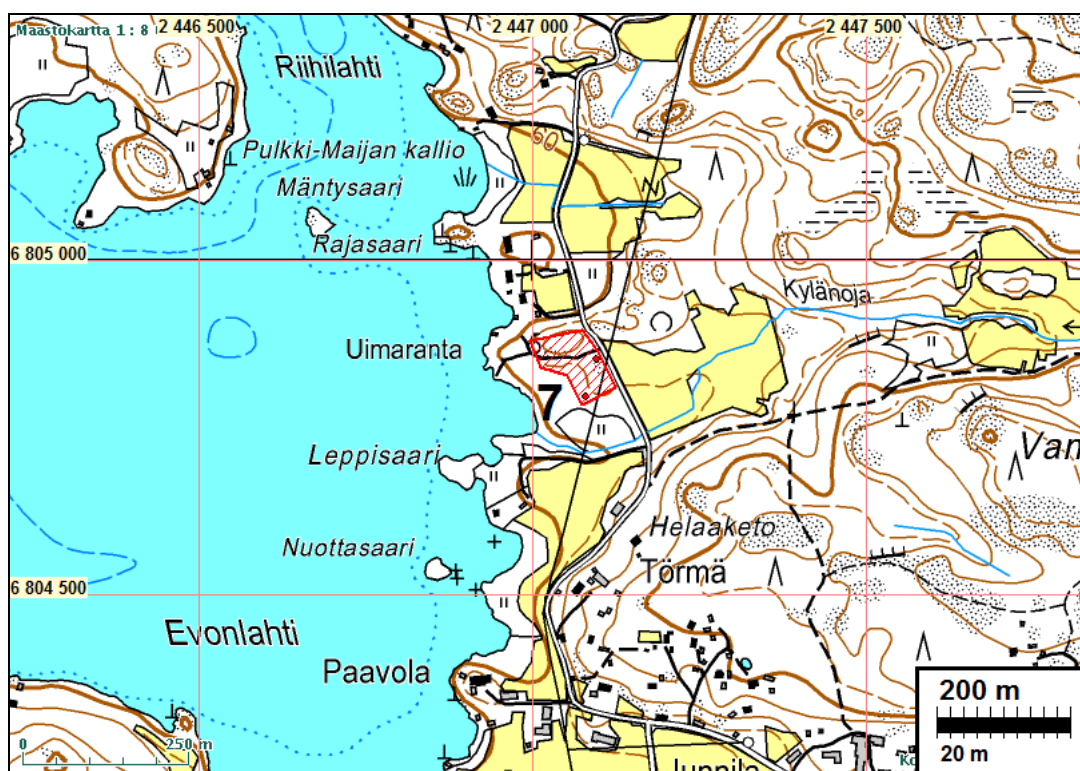 Maastokartta 1 : 8
2 446 500
2 447 000
2 447 500
Riihilahti
60
Pulkki-Maijan kallio
Mäntysaari
Rajasaari
6 805 000
Kylänoja
Uimaranta
7
Leppisaari
Van
Nuottasaari
Helaaketo
Törmä
6 804 500
Evonlahti
Paavola
200 m
20 m
0
250 m
Junnila